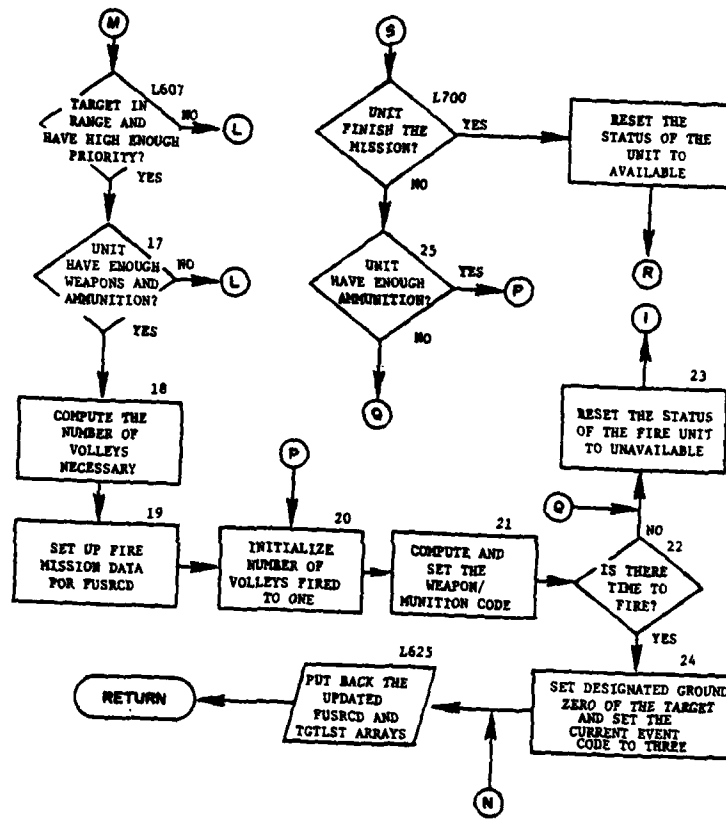 M
L607
TARGET IN
RANGE AND
HAVE HIGH ENOUGH
PRIORITY?
NO
L
YES
17
UNIT
HAVE ENOUGH
WEAPONS AND
AMMUNITION?
NO
L
YES
18
COMPUTE THE
NUMBER OF
VOLLEYS
NECESSARY
19
SET UP FIRE
MISSION DATA
FOR FUSRCD
S
L700
UNIT
FINISH THE
MISSION?
YES
RESET THE
STATUS OF THE
UNIT TO
AVAILABLE
R
NO
25
UNIT
HAVE ENOUGH
AMMUNITION?
YES
P
NO
Q
P
20
INITIALIZE
NUMBER OF
VOLLEYS FIRED
TO ONE
21
COMPUTE AND
SET THE
WEAPON/
MUNITION CODE
I
23
RESET THE STATUS
OF THE FIRE UNIT
TO UNAVAILABLE
Q
NO
22
IS THERE
TIME TO
FIRE?
YES
24
SET DESIGNATED GROUND
ZERO OF THE TARGET
AND SET THE
CURRENT EVENT
CODE TO THREE
N
L625
PUT BACK THE
UPDATED
FUSRCD AND
TGTLST ARRAYS
RETURN